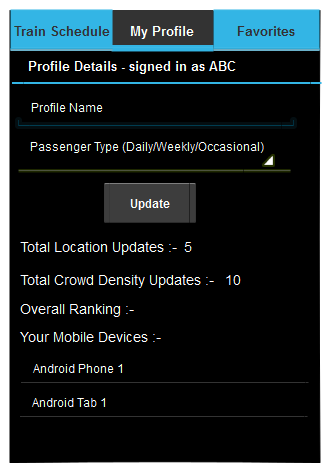 Train Schedule My Profile Favorites
Profile Details - signed in as ABC
Profile Name
Passenger Type (Daily/Weekly/Occasional)
Update
Total Location Updates :- 5
Total Crowd Density Updates :- 10
Overall Ranking :-
Your Mobile Devices :-
Android Phone 1
Android Tab 1